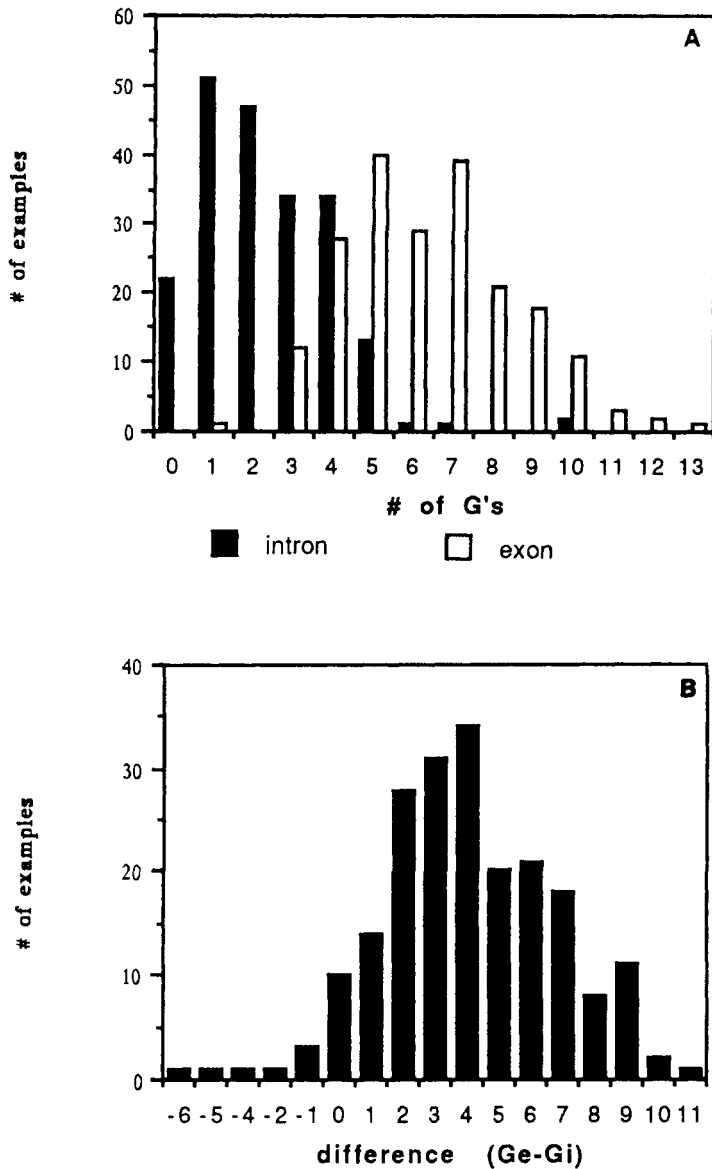 A
60
50
40
30
20
10
0
# of examples
0 1 2 3 4 5 6 7 8 9 10 11 12 13
# of G's
intron exon
B
40
30
20
10
0
# of examples
-6 -5 -4 -2 -1 0 1 2 3 4 5 6 7 8 9 10 11
difference (Ge-Gi)